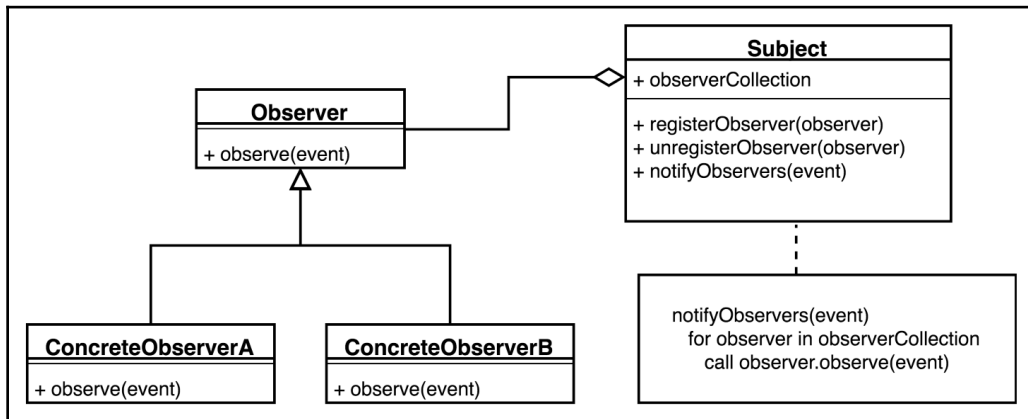 Subject
+ observerCollection
+ registerObserver(observer)
+ unregisterObserver(observer)
+ notifyObservers(event)
Observer
+ observe(event)
ConcreteObserverA
+ observe(event)
ConcreteObserverB
+ observe(event)
notifyObservers(event)
for observer in observerCollection
call observer.observe(event)